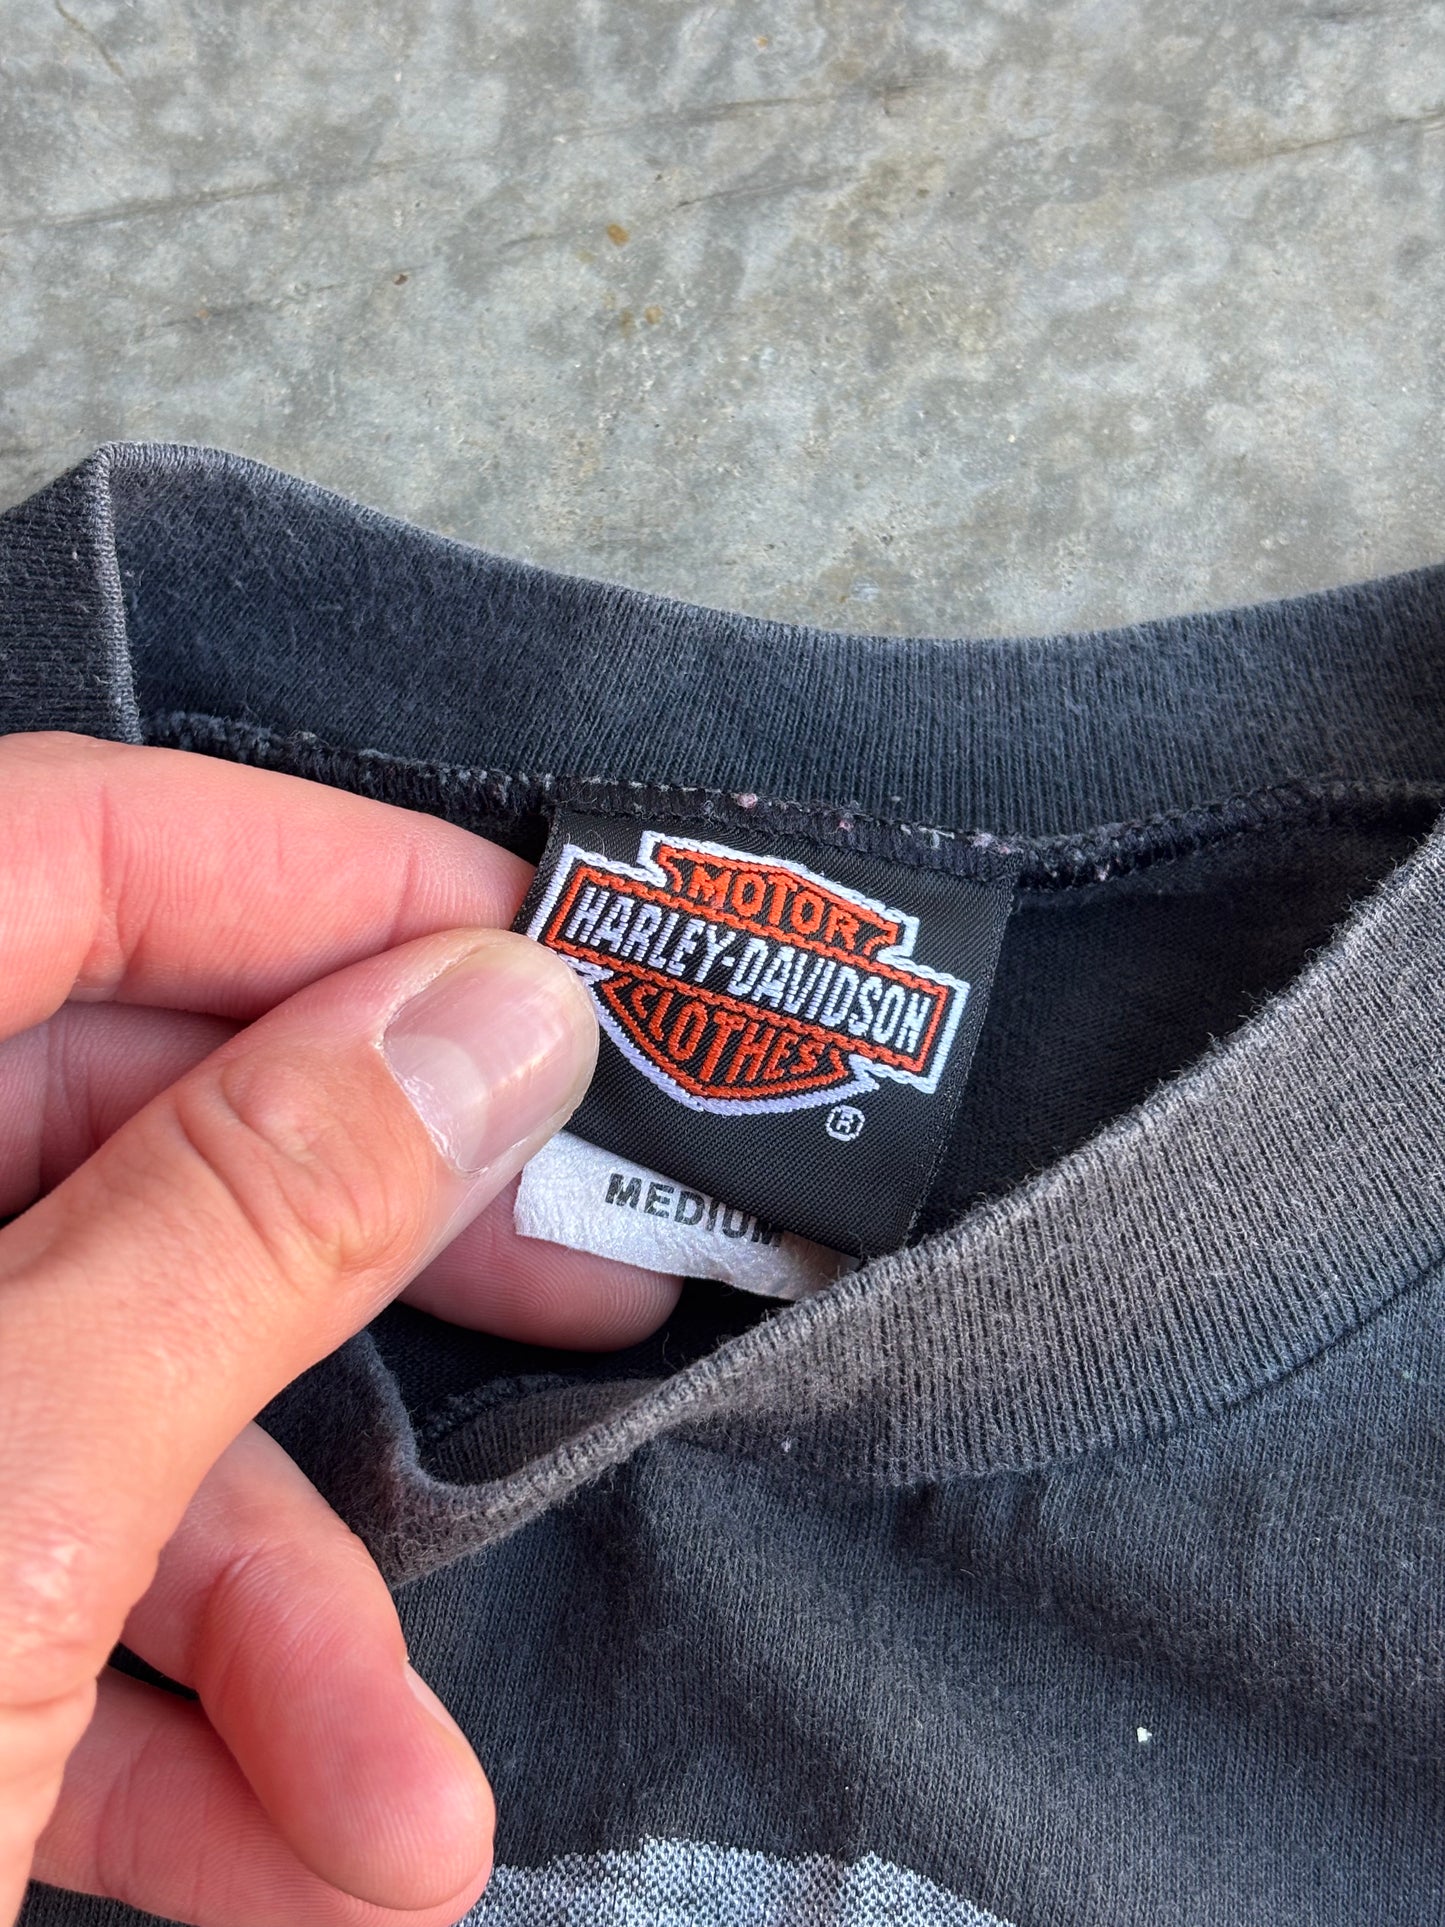 MOTOR
HARLEY-DAVIDSON
CLOTHES
®
MEDIUM